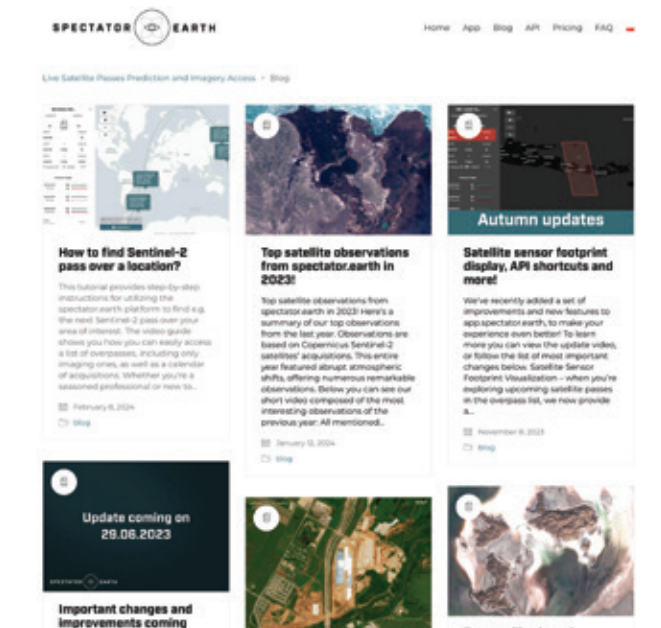 SPECTATOR EARTH
Home App Blog API Pricing FAQ
Live Satellite Passes Prediction and Imagery Access • Blog
How to find Sentinel-2
pass over a location?
This tutorial provides step-by-step
instructions for utilizing the
spectator.earth platform to find e.g.
the next Sentinel-2 pass over your
area of interest. The video guide
shows you how you can easily access
a list of overpasses, including only
imaging ones, as well as a calendar
of acquisitions. Whether you're a
seasoned professional or new to...
February 8, 2024
blog
Top satellite observations
from spectator.earth in
2023!
Top satellite observations from
spectator.earth in 2023! Here's a
summary of our top observations
from the last year. Observations are
based on Copernicus Sentinel-2
satellites' acquisitions. This entire
year featured abrupt atmospheric
shifts, offering numerous remarkable
observations. Below you can see our
short video composed of the most
interesting observations of the
previous year: All mentioned...
January 12, 2024
blog
Autumn updates
Satellite sensor footprint
display, API shortcuts and
more!
We've recently added a set of
improvements and new features to
app.spectator.earth, to make your
experience even better! To learn
more you can view the update video,
or follow the list of most important
changes below. Satellite Sensor
Footprint Visualization – when you're
exploring upcoming satellite passes
in the overpass list, we now provide
a...
November 8, 2023
blog
Update coming on
29.06.2023
SPECTATOR EARTH
Important changes and
improvements coming